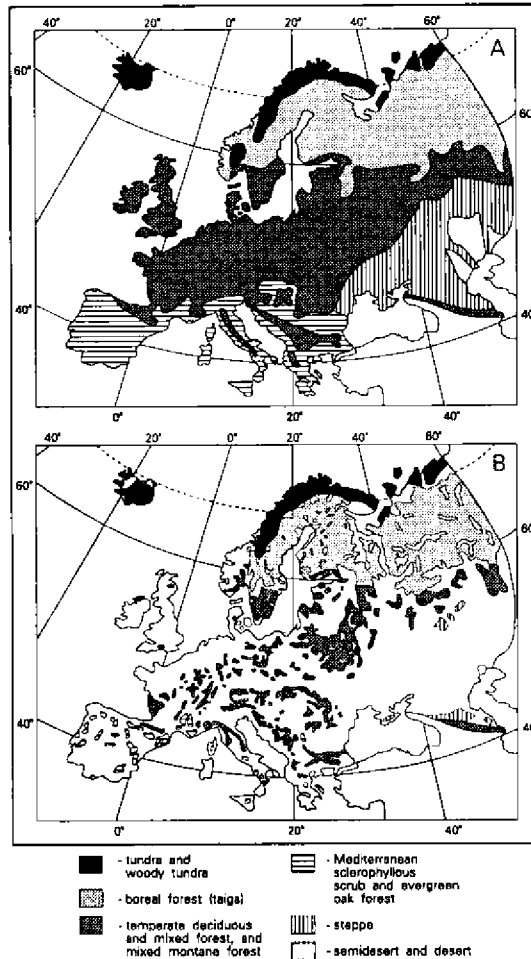 40° 20° 0° 20° 40° 60°
A
60°
60°
40°
40°
0° 20° 40°
40° 20° 0° 20° 40° 60°
B
60°
60°
40°
40°
0° 20° 40°
- tundra and
woody tundra
- boreal forest (taiga)
- temperate deciduous
and mixed forest, and
mixed montane forest
- Mediterranean
sclerophyllous
scrub and evergreen
oak forest
- steppe
- semidesert and desert